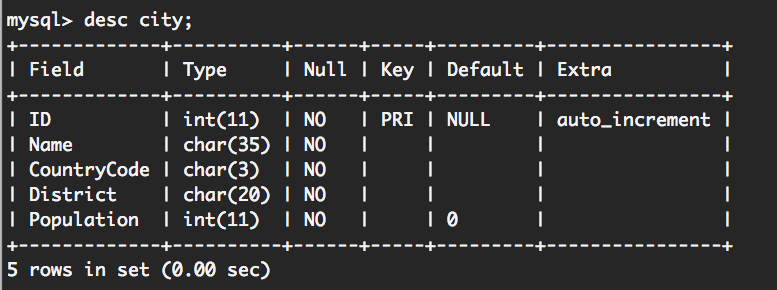 mysql> desc city;
+-------------+----------+------+-----+---------+----------------+
| Field       | Type     | Null | Key | Default | Extra          |
+-------------+----------+------+-----+---------+----------------+
| ID          | int(11)  | NO   | PRI | NULL    | auto_increment |
| Name        | char(35) | NO   |     |         |                |
| CountryCode | char(3)  | NO   |     |         |                |
| District    | char(20) | NO   |     |         |                |
| Population  | int(11)  | NO   |     | 0       |                |
+-------------+----------+------+-----+---------+----------------+
5 rows in set (0.00 sec)